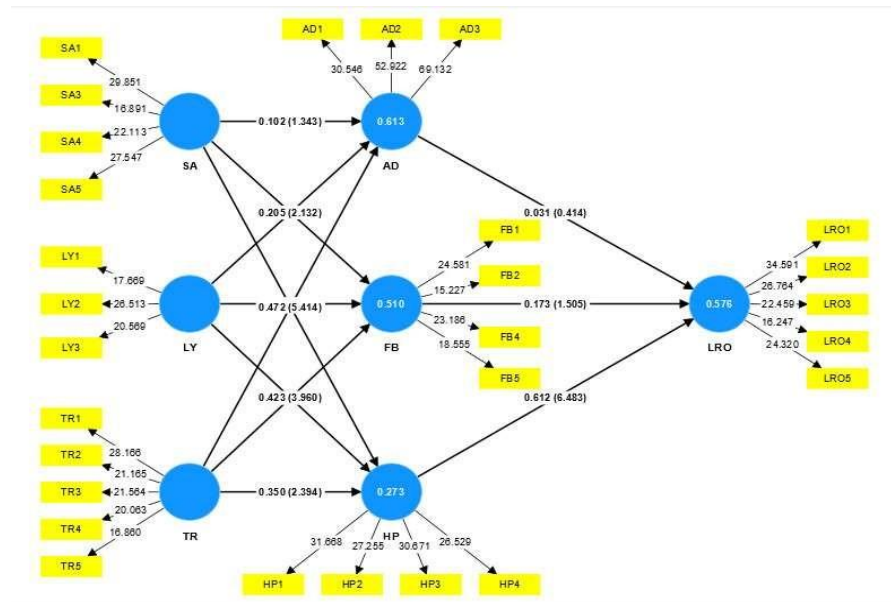 AD1
AD2
AD3
SA1
SA3
SA4
SA5
29.851
16.891
22.113
27.547
30.546
52.922
69.132
SA
0.102 (1.343)
0.613
AD
0.205 (2.132)
0.031 (0.414)
LY1
LY2
LY3
17.669
26.513
20.569
LY
0.472 (5.414)
0.510
FB
24.581
15.227
23.186
18.555
FB1
FB2
FB4
FB5
0.173 (1.505)
0.576
LRO
34.591
26.764
22.459
16.247
24.320
LRO1
LRO2
LRO3
LRO4
LRO5
0.423 (3.960)
0.612 (6.483)
TR1
TR2
TR3
TR4
TR5
28.166
21.165
21.564
20.063
16.860
TR
0.350 (2.394)
0.273
HP
31.668
27.255
30.671
26.529
HP1
HP2
HP3
HP4